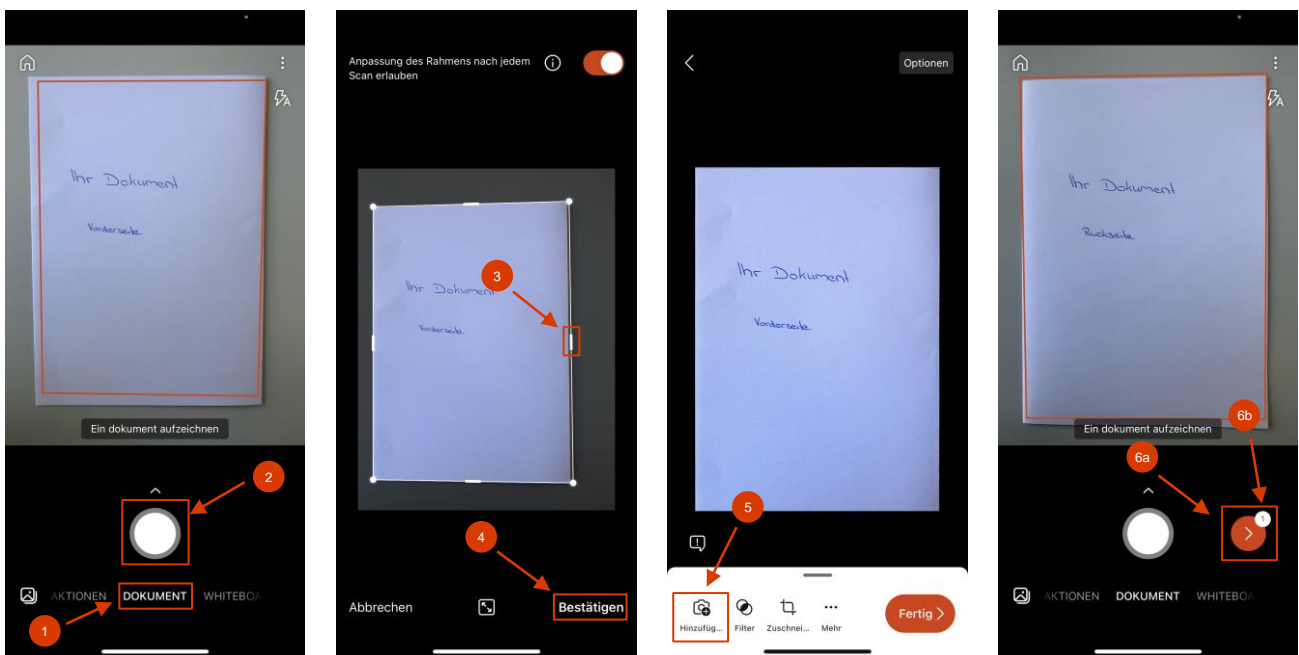 Ihr Dokument
Vorderseite
Ein dokument aufzeichnen
2
AKTIONEN DOKUMENT WHITEBOA
1
Anpassung des Rahmens nach jedem
Scan erlauben
3
Ihr Dokument
Vorderseite
4
Abbrechen Bestätigen
Optionen
Ihr Dokument
Vorderseite
5
Hinzufüg... Filter Zuschnei... Mehr
Fertig
Ihr Dokument
Rückseite
Ein dokument aufzeichnen
6b
6a
1
AKTIONEN DOKUMENT WHITEBOA